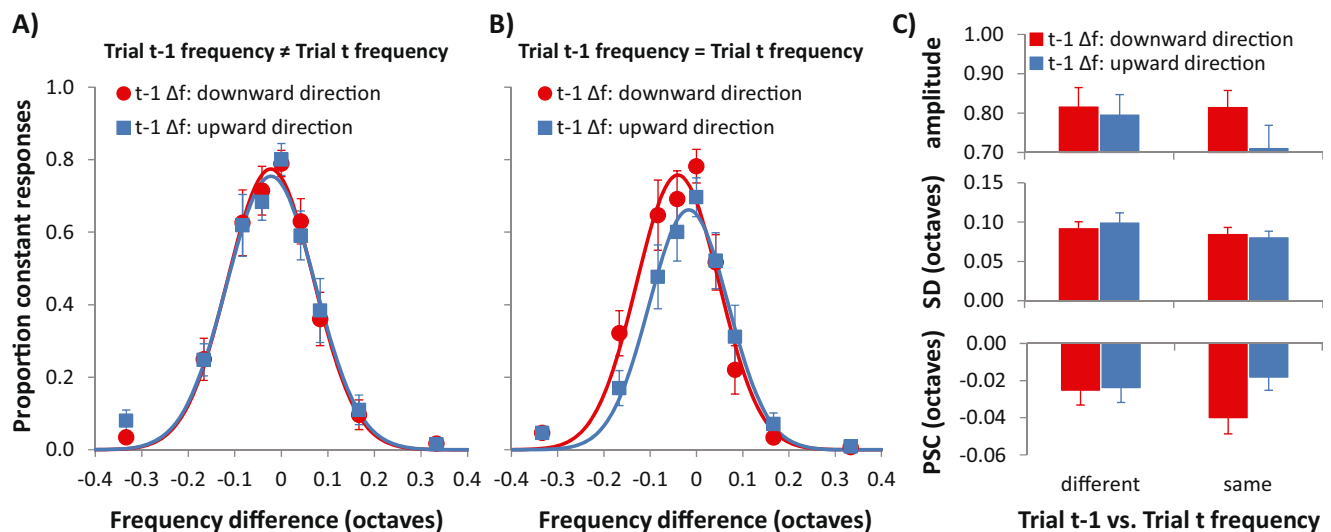 A)
Trial t-1 frequency ≠ Trial t frequency
t-1 Δf: downward direction
t-1 Δf: upward direction
Proportion constant responses
1.0
0.8
0.6
0.4
0.2
0.0
-0.4 -0.3 -0.2 -0.1 0 0.1 0.2 0.3 0.4
Frequency difference (octaves)
B)
Trial t-1 frequency = Trial t frequency
t-1 Δf: downward direction
t-1 Δf: upward direction
-0.4 -0.3 -0.2 -0.1 0 0.1 0.2 0.3 0.4
Frequency difference (octaves)
C)
t-1 Δf: downward direction
t-1 Δf: upward direction
amplitude
1.00
0.90
0.80
0.70
SD (octaves)
0.15
0.10
0.05
0.00
PSC (octaves)
0.00
-0.02
-0.04
-0.06
different same
Trial t-1 vs. Trial t frequency